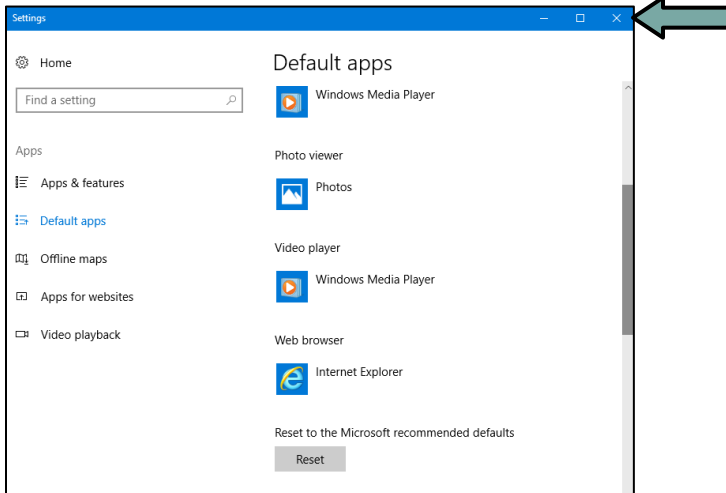 Settings
Home
Find a setting
Apps
Apps & features
Default apps
Offline maps
Apps for websites
Video playback
Default apps
Windows Media Player
Photo viewer
Photos
Video player
Windows Media Player
Web browser
Internet Explorer
Reset to the Microsoft recommended defaults
Reset